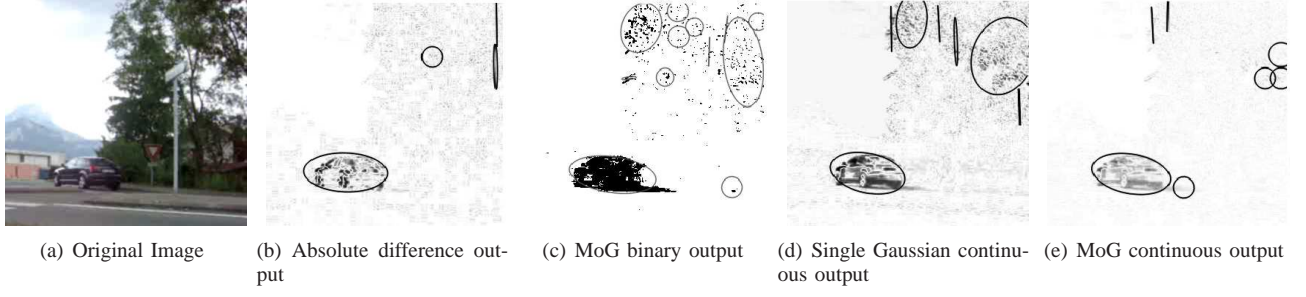 (a) Original Image
(b) Absolute difference out-
put
(c) MoG binary output
(d) Single Gaussian continu-
ous output
(e) MoG continuous output